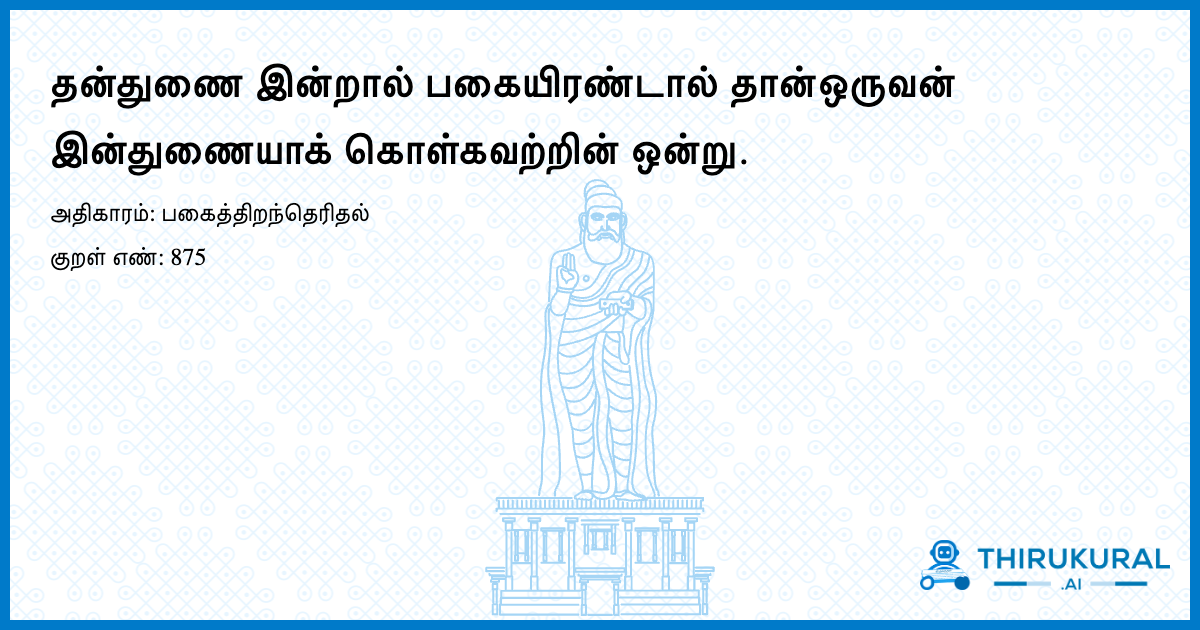 தன்துணை இன்றால் பகையிரண்டால் தான்ஒருவன்
இன்துணையாக் கொள்கவற்றின் ஒன்று.
அதிகாரம்: பகைத்திறந்தெரிதல்
குறள் எண்: 875
THIRUKURAL
.AI